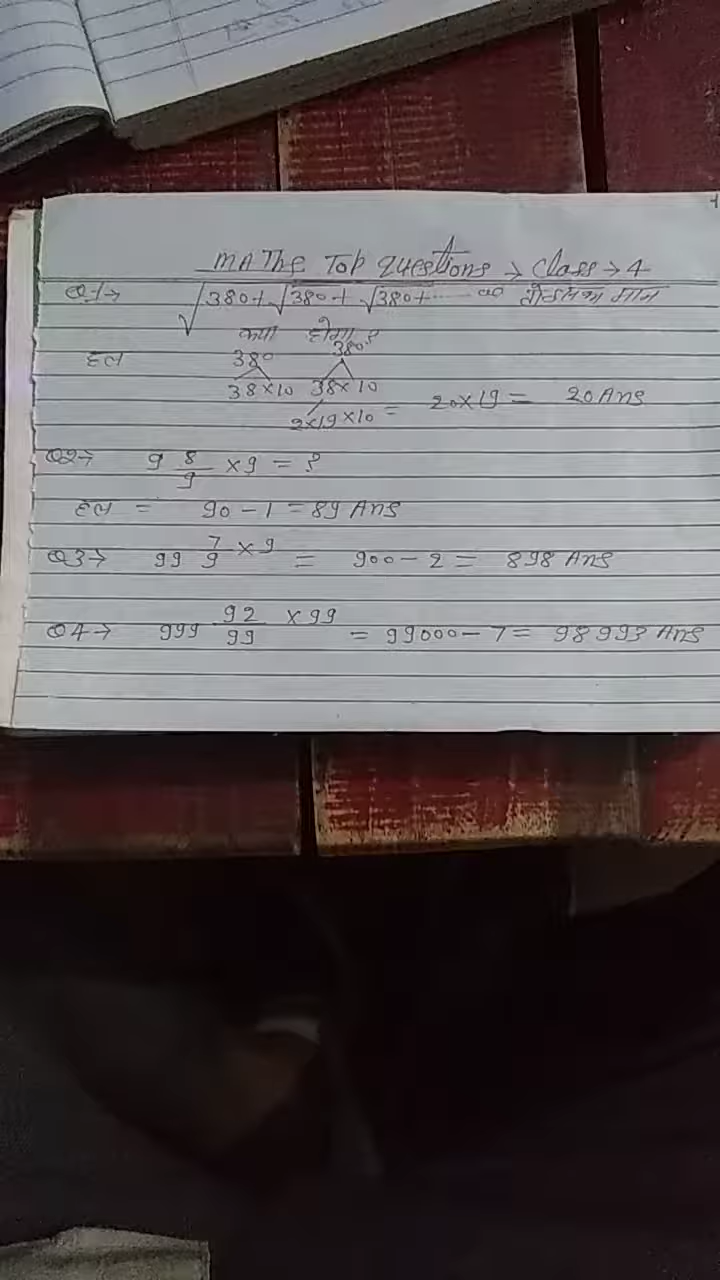 MATHs Top Questions → Class → 4
Q1→ √380+√380+√380+----- का मान
क्या होगा?
हल 380 380
38×10 38×10
2×19×10 = 20×19 = 20 Ans
Q2→ 9 8/9 ×9 = ?
हल = 90-1 = 89 Ans
Q3→ 99 7/9 ×9 = 900-2 = 898 Ans
Q4→ 999 92/99 ×99 = 99000-7 = 98993 Ans